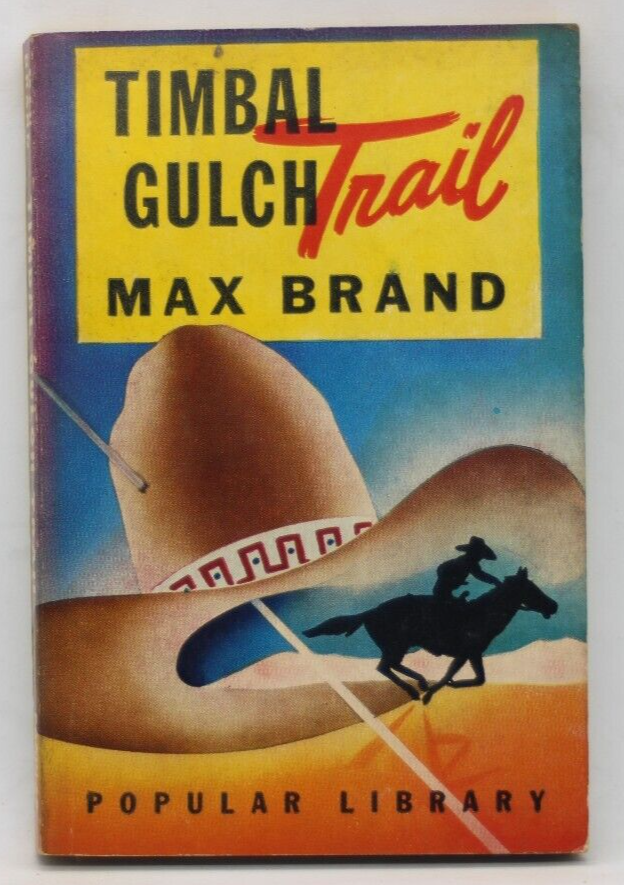 TIMBAL
GULCH Trail
MAX BRAND
POPULAR LIBRARY